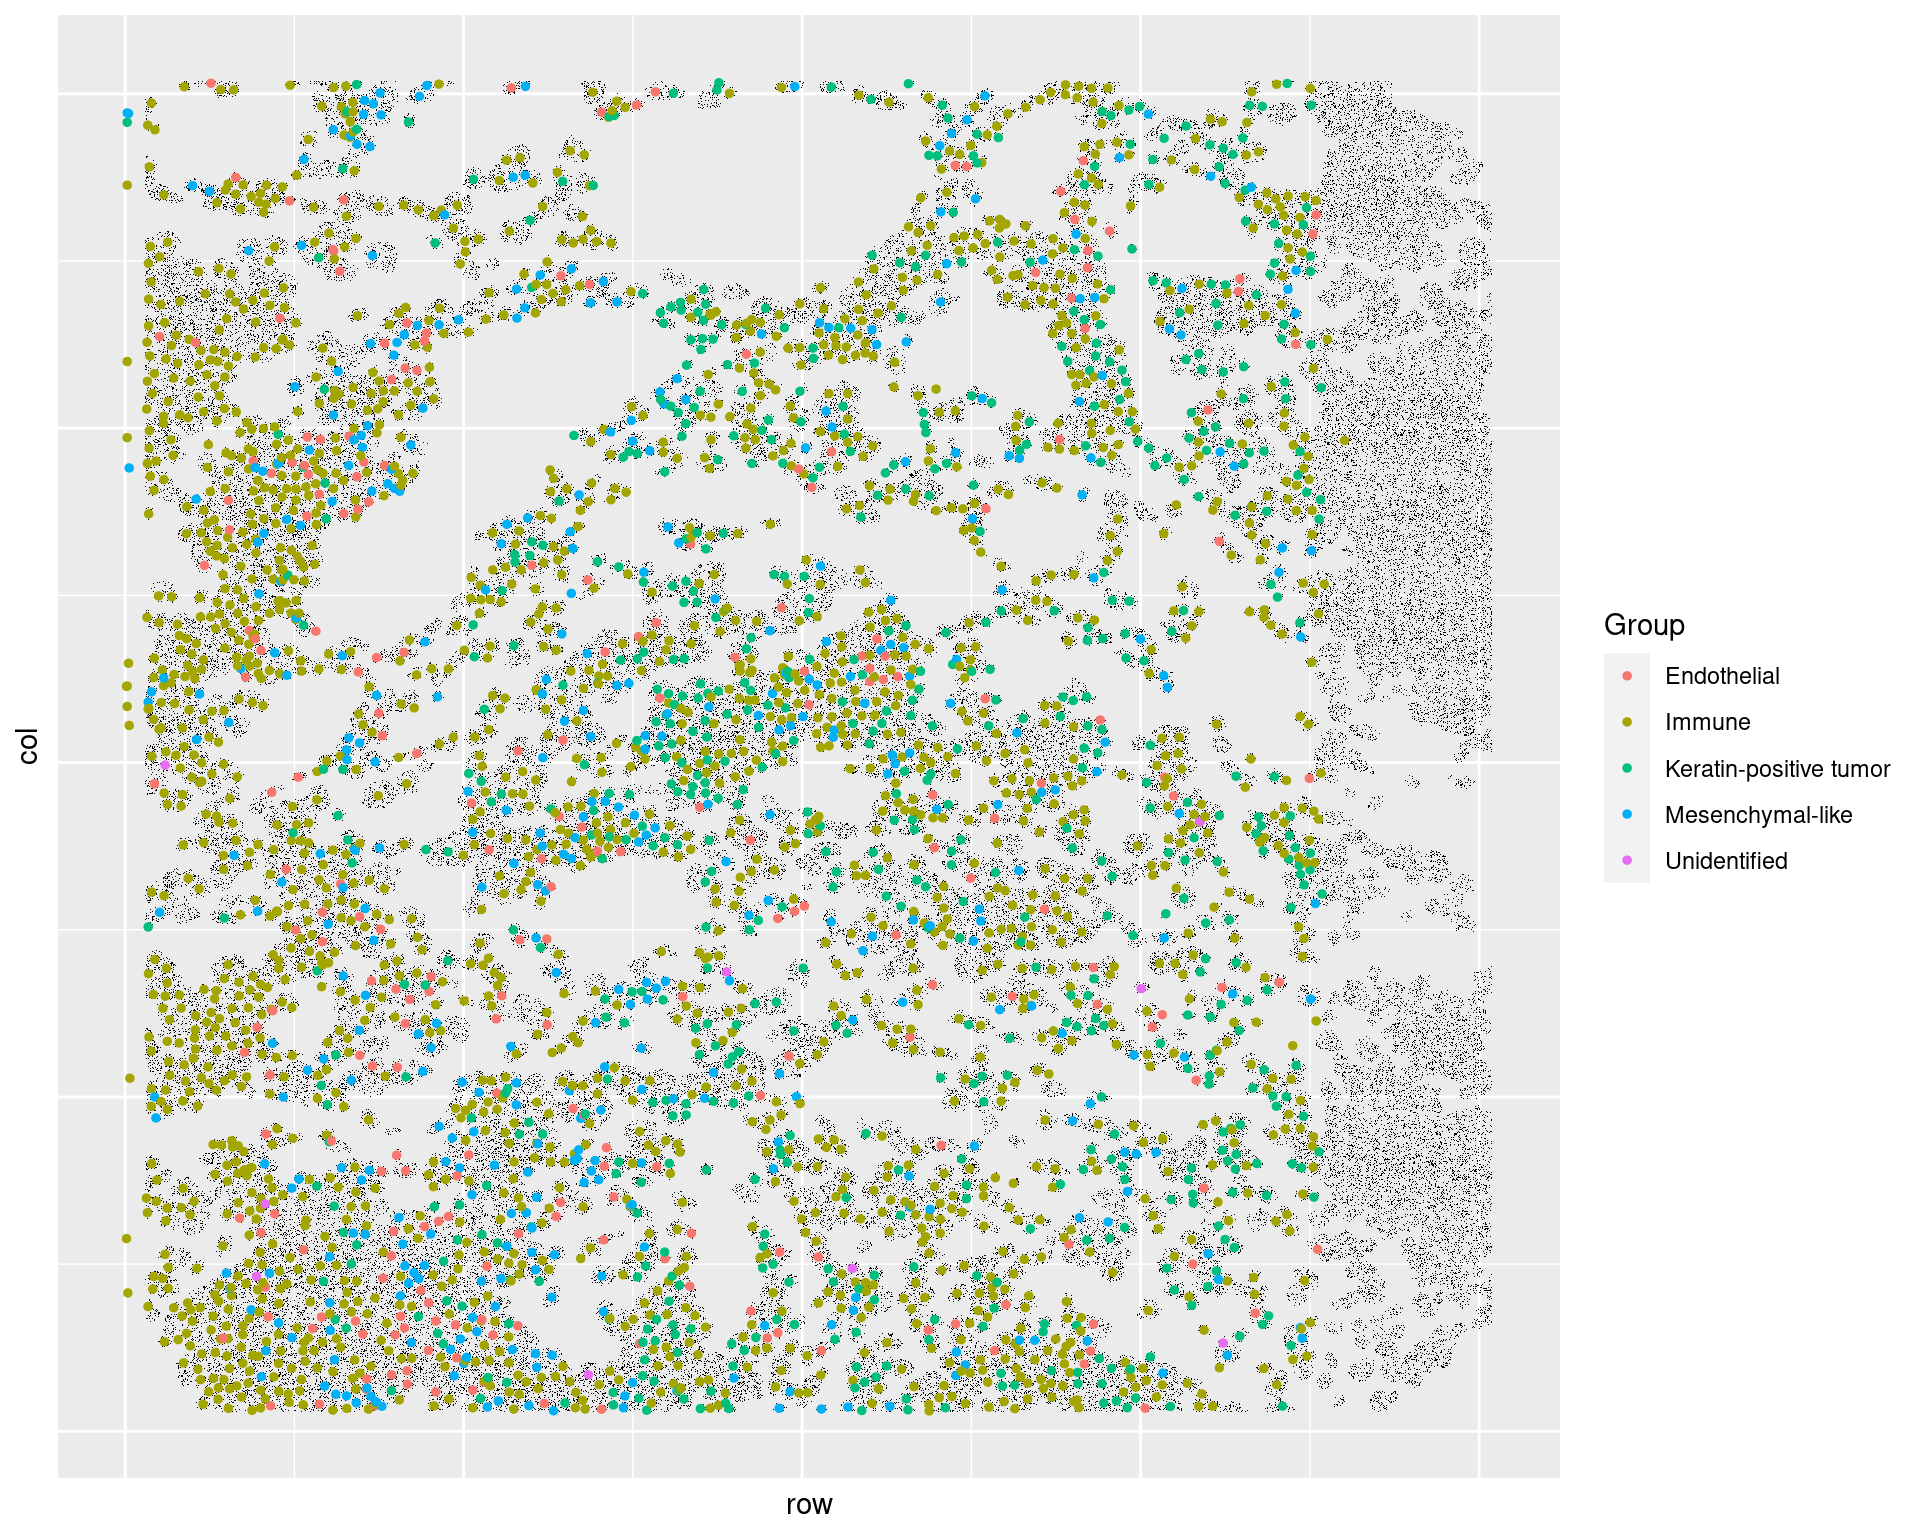 col
row
Group
Endothelial
Immune
Keratin-positive tumor
Mesenchymal-like
Unidentified